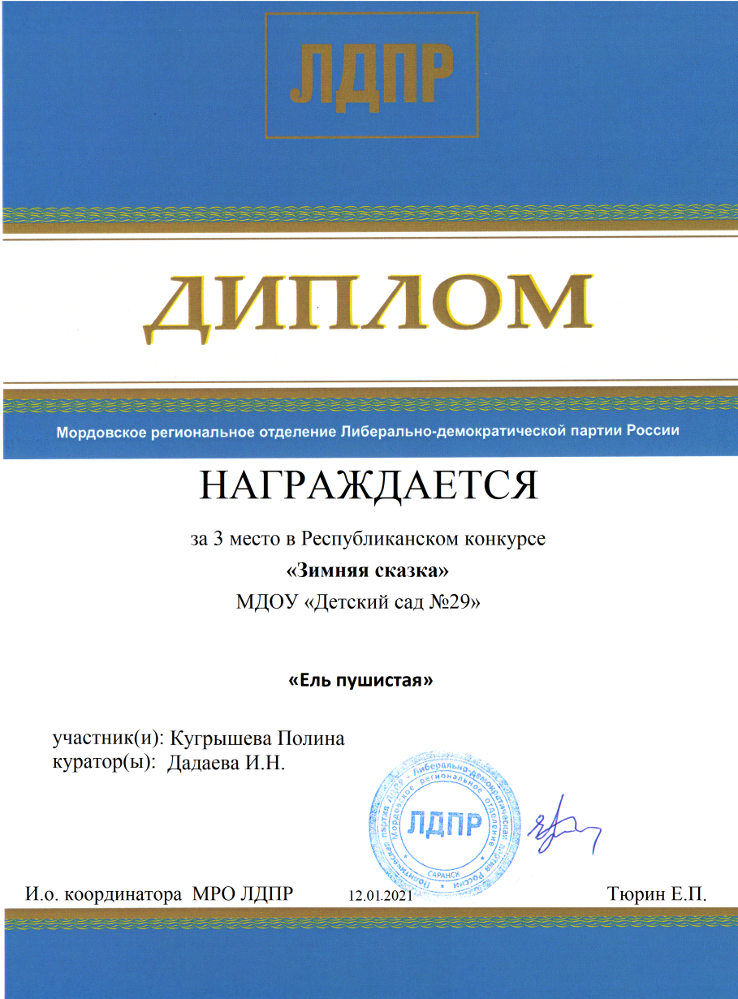 ЛДПР
ДИПЛОМ
Мордовское региональное отделение Либерально-демократической партии России
НАГРАЖДАЕТСЯ
за 3 место в Республиканском конкурсе
«Зимняя сказка»
МДОУ «Детский сад №29»
«Ель пушистая»
участник(и): Кугрышева Полина
куратор(ы): Дадаева И.Н.
Политическая партия ЛДПР - Либерально-демократическая партия России
Мордовское региональное отделение
ЛДПР
САРАНСК
И.о. координатора МРО ЛДПР 12.01.2021 Тюрин Е.П.